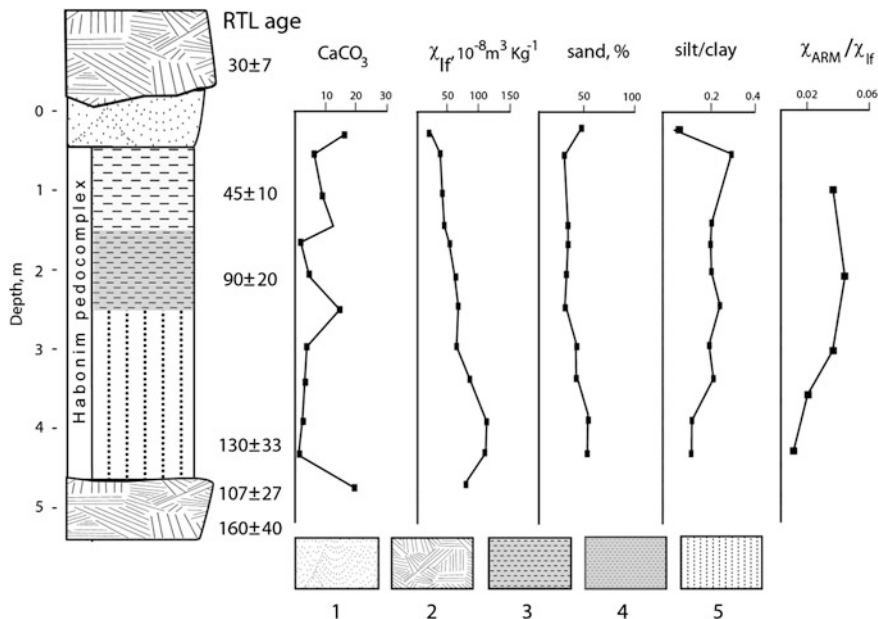 RTL age
30±7
45±10
90±20
130±33
107±27
160±40
Depth, m
0 -
1 -
2 -
3 -
4 -
5 -
Habonim pedocomplex
CaCO₃
10 20 30
χlf, 10⁻⁸m³ Kg⁻¹
50 100 150
sand, %
50 100
silt/clay
0.2 0.4
χARM /χlf
0.02 0.06
1 2 3 4 5